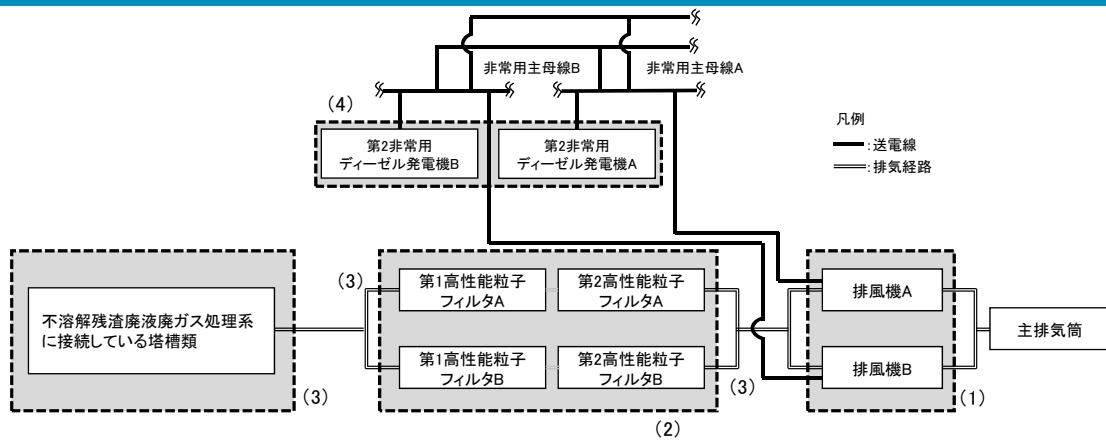 非常用主母線B
非常用主母線A
(4)
第2非常用
ディーゼル発電機B
第2非常用
ディーゼル発電機A
凡例
:送電線
:排気経路
(3)
第1高性能粒子
フィルタA
第2高性能粒子
フィルタA
排風機A
不溶解残渣廃液廃ガス処理系
に接続している塔槽類
主排気筒
第1高性能粒子
フィルタB
第2高性能粒子
フィルタB
排風機B
(3)
(3)
(1)
(2)